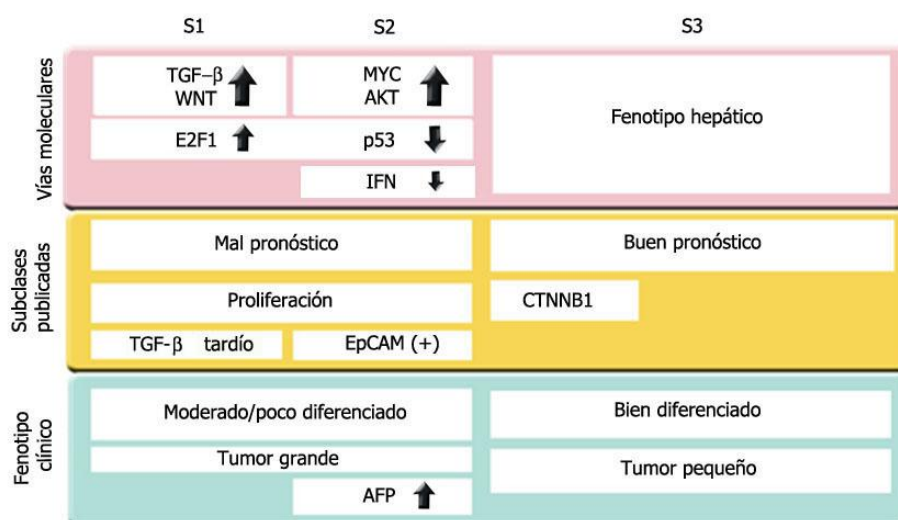 S1 S2 S3
Vías moleculares
TGF–β
WNT
MYC
AKT
Fenotipo hepático
E2F1 p53
IFN
Subclases
publicadas
Mal pronóstico Buen pronóstico
Proliferación CTNNB1
TGF-β tardío EpCAM (+)
Fenotipo
clínico
Moderado/poco diferenciado Bien diferenciado
Tumor grande Tumor pequeño
AFP